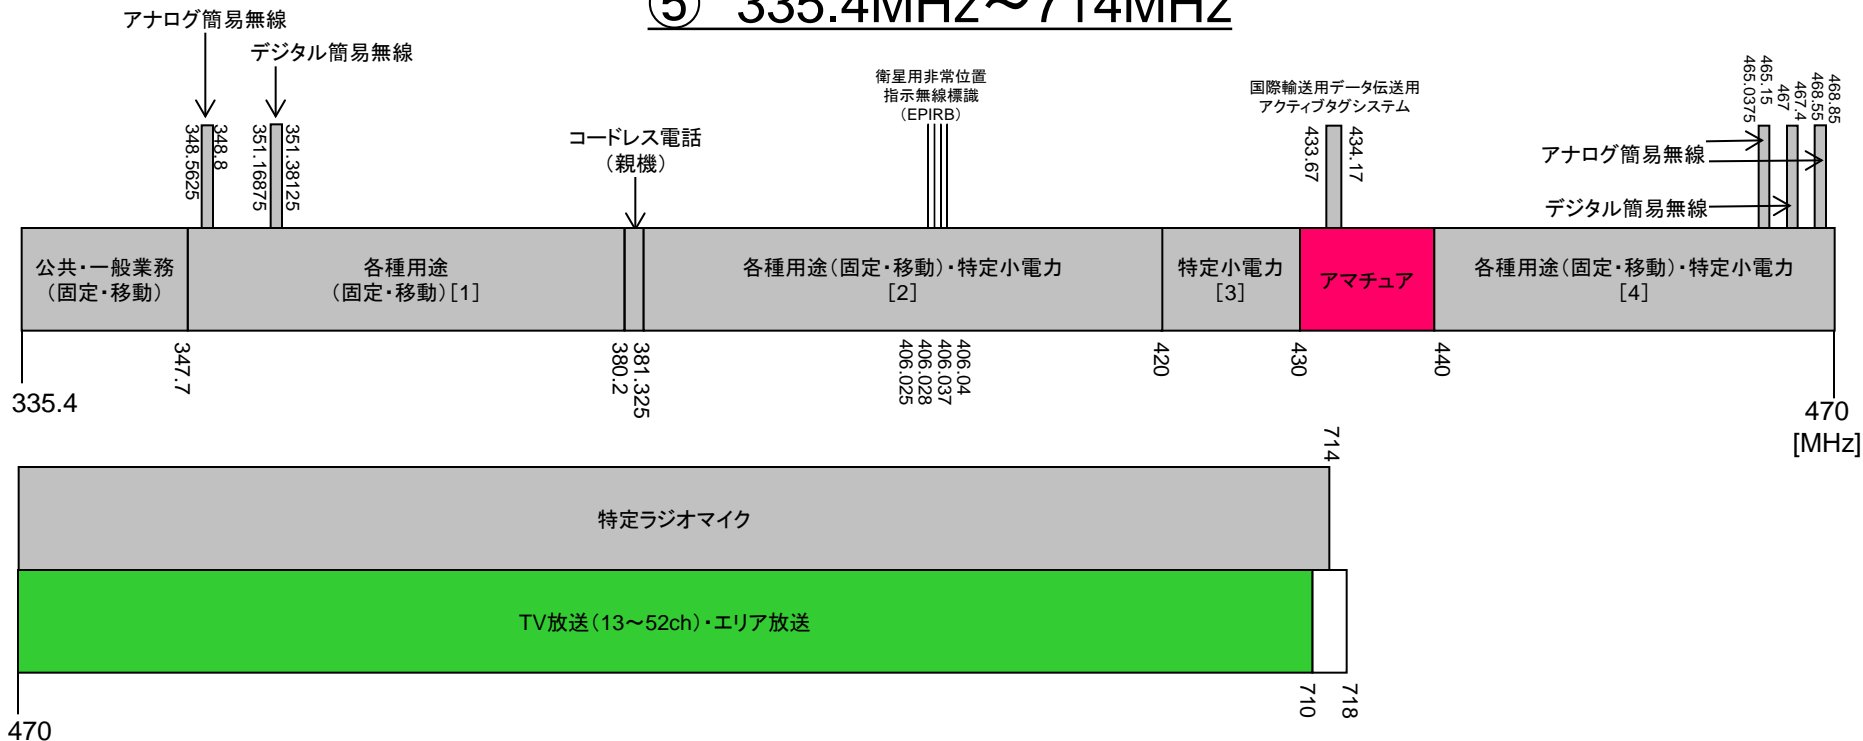 ⑤ 335.4MHz～714MHz
アナログ簡易無線
デジタル簡易無線
348.5625
348.8
351.16875
351.38125
コードレス電話
（親機）
衛星用非常位置
指示無線標識
（EPIRB）
国際輸送用データ伝送用
アクティブタグシステム
433.67
434.17
465.0375
465.15
467
467.4
468.55
468.85
アナログ簡易無線
デジタル簡易無線
公共・一般業務
（固定・移動）
各種用途
（固定・移動）[1]
各種用途（固定・移動）・特定小電力
[2]
特定小電力
[3]
アマチュア
各種用途（固定・移動）・特定小電力
[4]
335.4
347.7
380.2
381.325
406.025
406.028
406.037
406.04
420
430
440
470
[MHz]
714
特定ラジオマイク
TV放送（13～52ch）・エリア放送
470
710
718